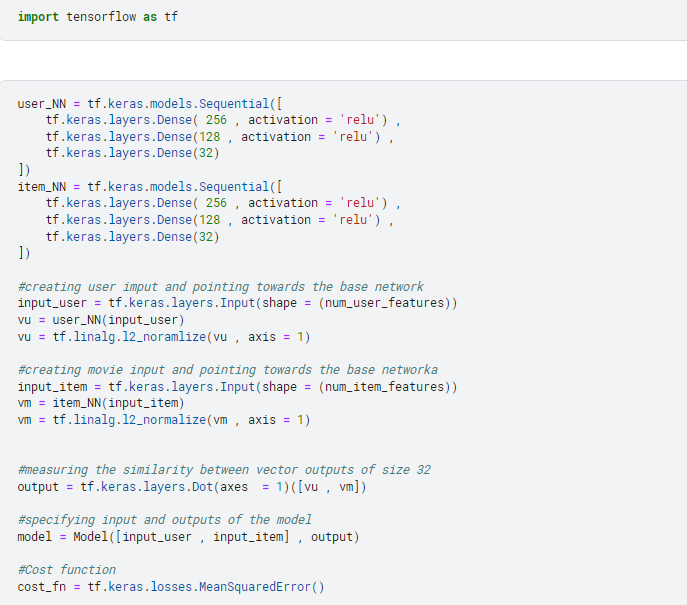 import tensorflow as tf
user_NN = tf.keras.models.Sequential([
    tf.keras.layers.Dense( 256 , activation = 'relu') ,
    tf.keras.layers.Dense(128 , activation = 'relu') ,
    tf.keras.layers.Dense(32)
])
item_NN = tf.keras.models.Sequential([
    tf.keras.layers.Dense( 256 , activation = 'relu') ,
    tf.keras.layers.Dense(128 , activation = 'relu') ,
    tf.keras.layers.Dense(32)
])
#creating user imput and pointing towards the base network
input_user = tf.keras.layers.Input(shape = (num_user_features))
vu = user_NN(input_user)
vu = tf.linalg.l2_noramlize(vu , axis = 1)
#creating movie input and pointing towards the base networka
input_item = tf.keras.layers.Input(shape = (num_item_features))
vm = item_NN(input_item)
vm = tf.linalg.l2_normalize(vm , axis = 1)
#measuring the similarity between vector outputs of size 32
output = tf.keras.layers.Dot(axes  = 1)([vu , vm])
#specifying input and outputs of the model
model = Model([input_user , input_item] , output)
#Cost function
cost_fn = tf.keras.losses.MeanSquaredError()